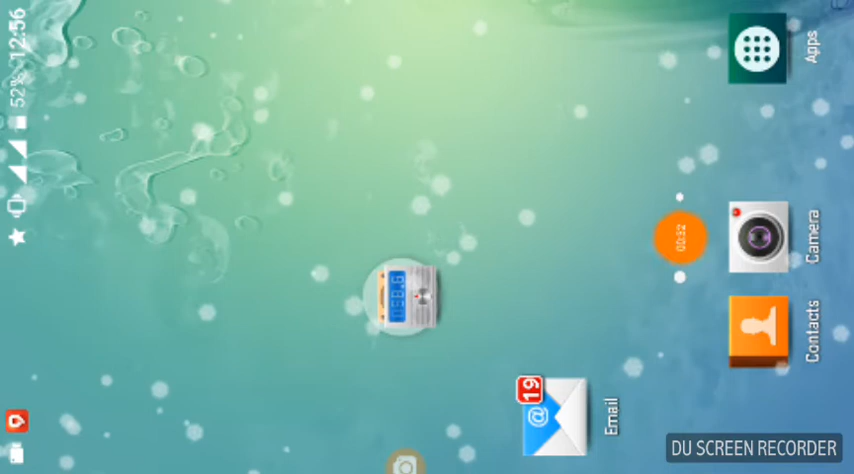 52% 12:56
Apps
00:32
Camera
Contacts
19
@
Email
DU SCREEN RECORDER